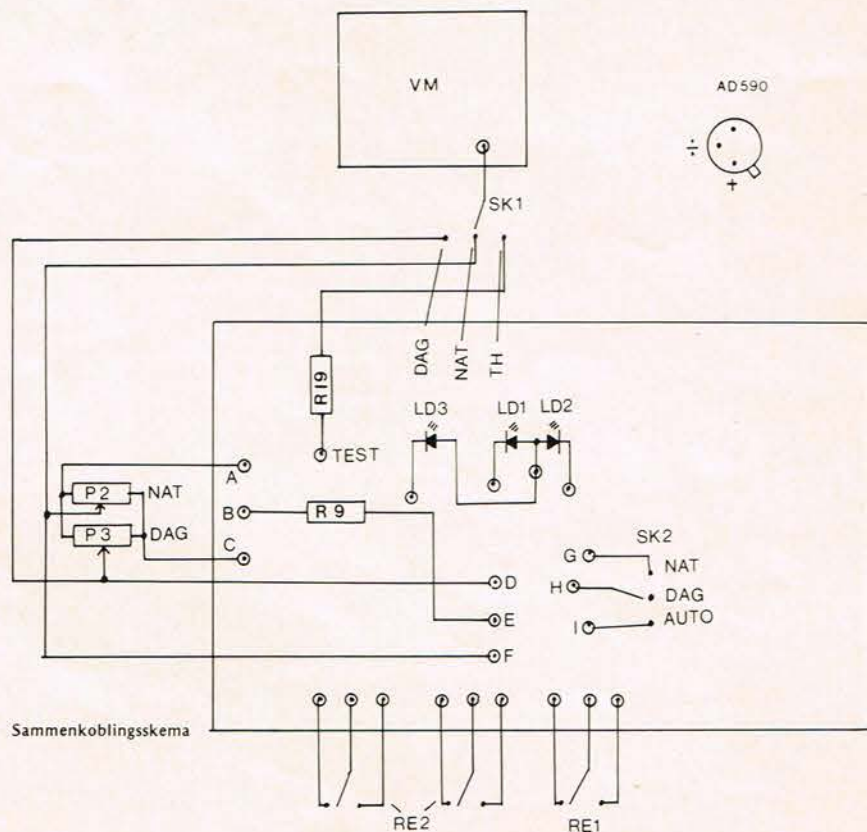 VM
AD590
÷
+
SK1
DAG
NAT
TH
R19
LD3
LD1
LD2
TEST
A
P2
NAT
B
R9
P3
DAG
C
G
SK2
NAT
D
H
DAG
E
I
AUTO
F
Sammenkoblingsskema
RE2
RE1